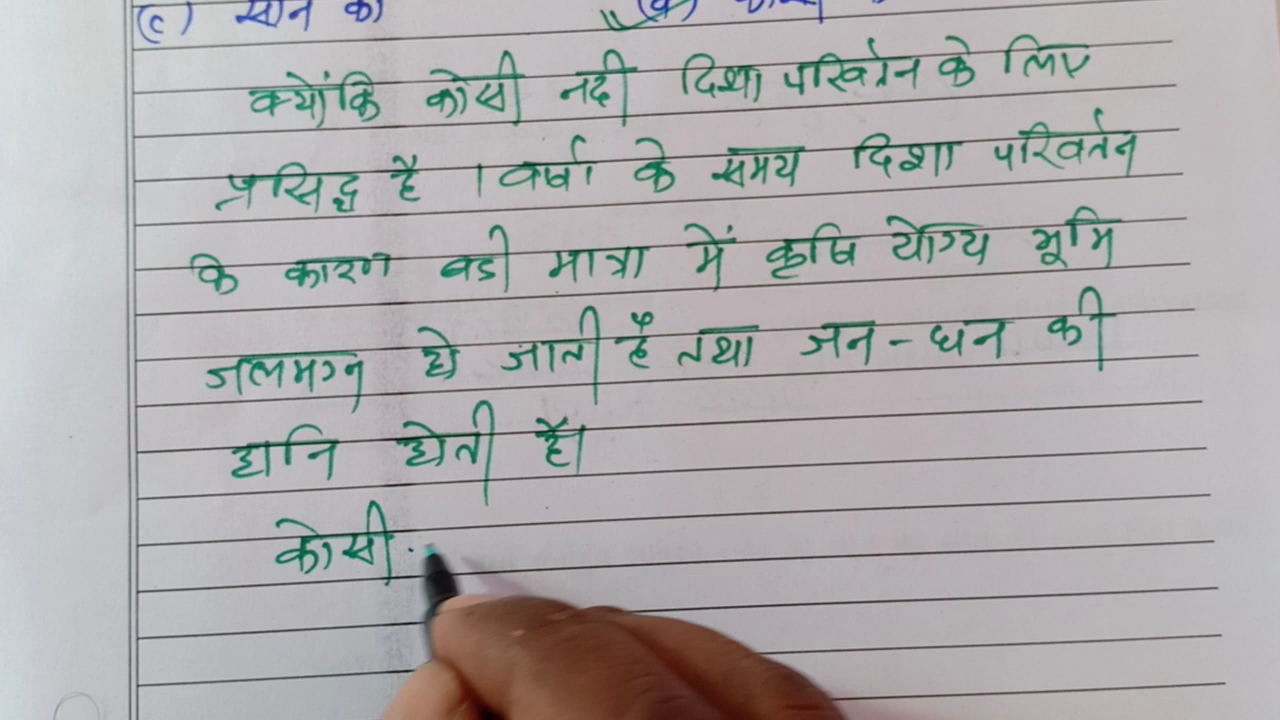 (c) सोन को (d) कोसी
क्योंकि कोसी नदी दिशा परिवर्तन के लिए
प्रसिद्ध है । वर्षा के समय दिशा परिवर्तन
के कारण बडी मात्रा में कृषि योग्य भूमि
जलमग्न हो जाती है तथा जन-धन की
हानि होती है।
कोसी